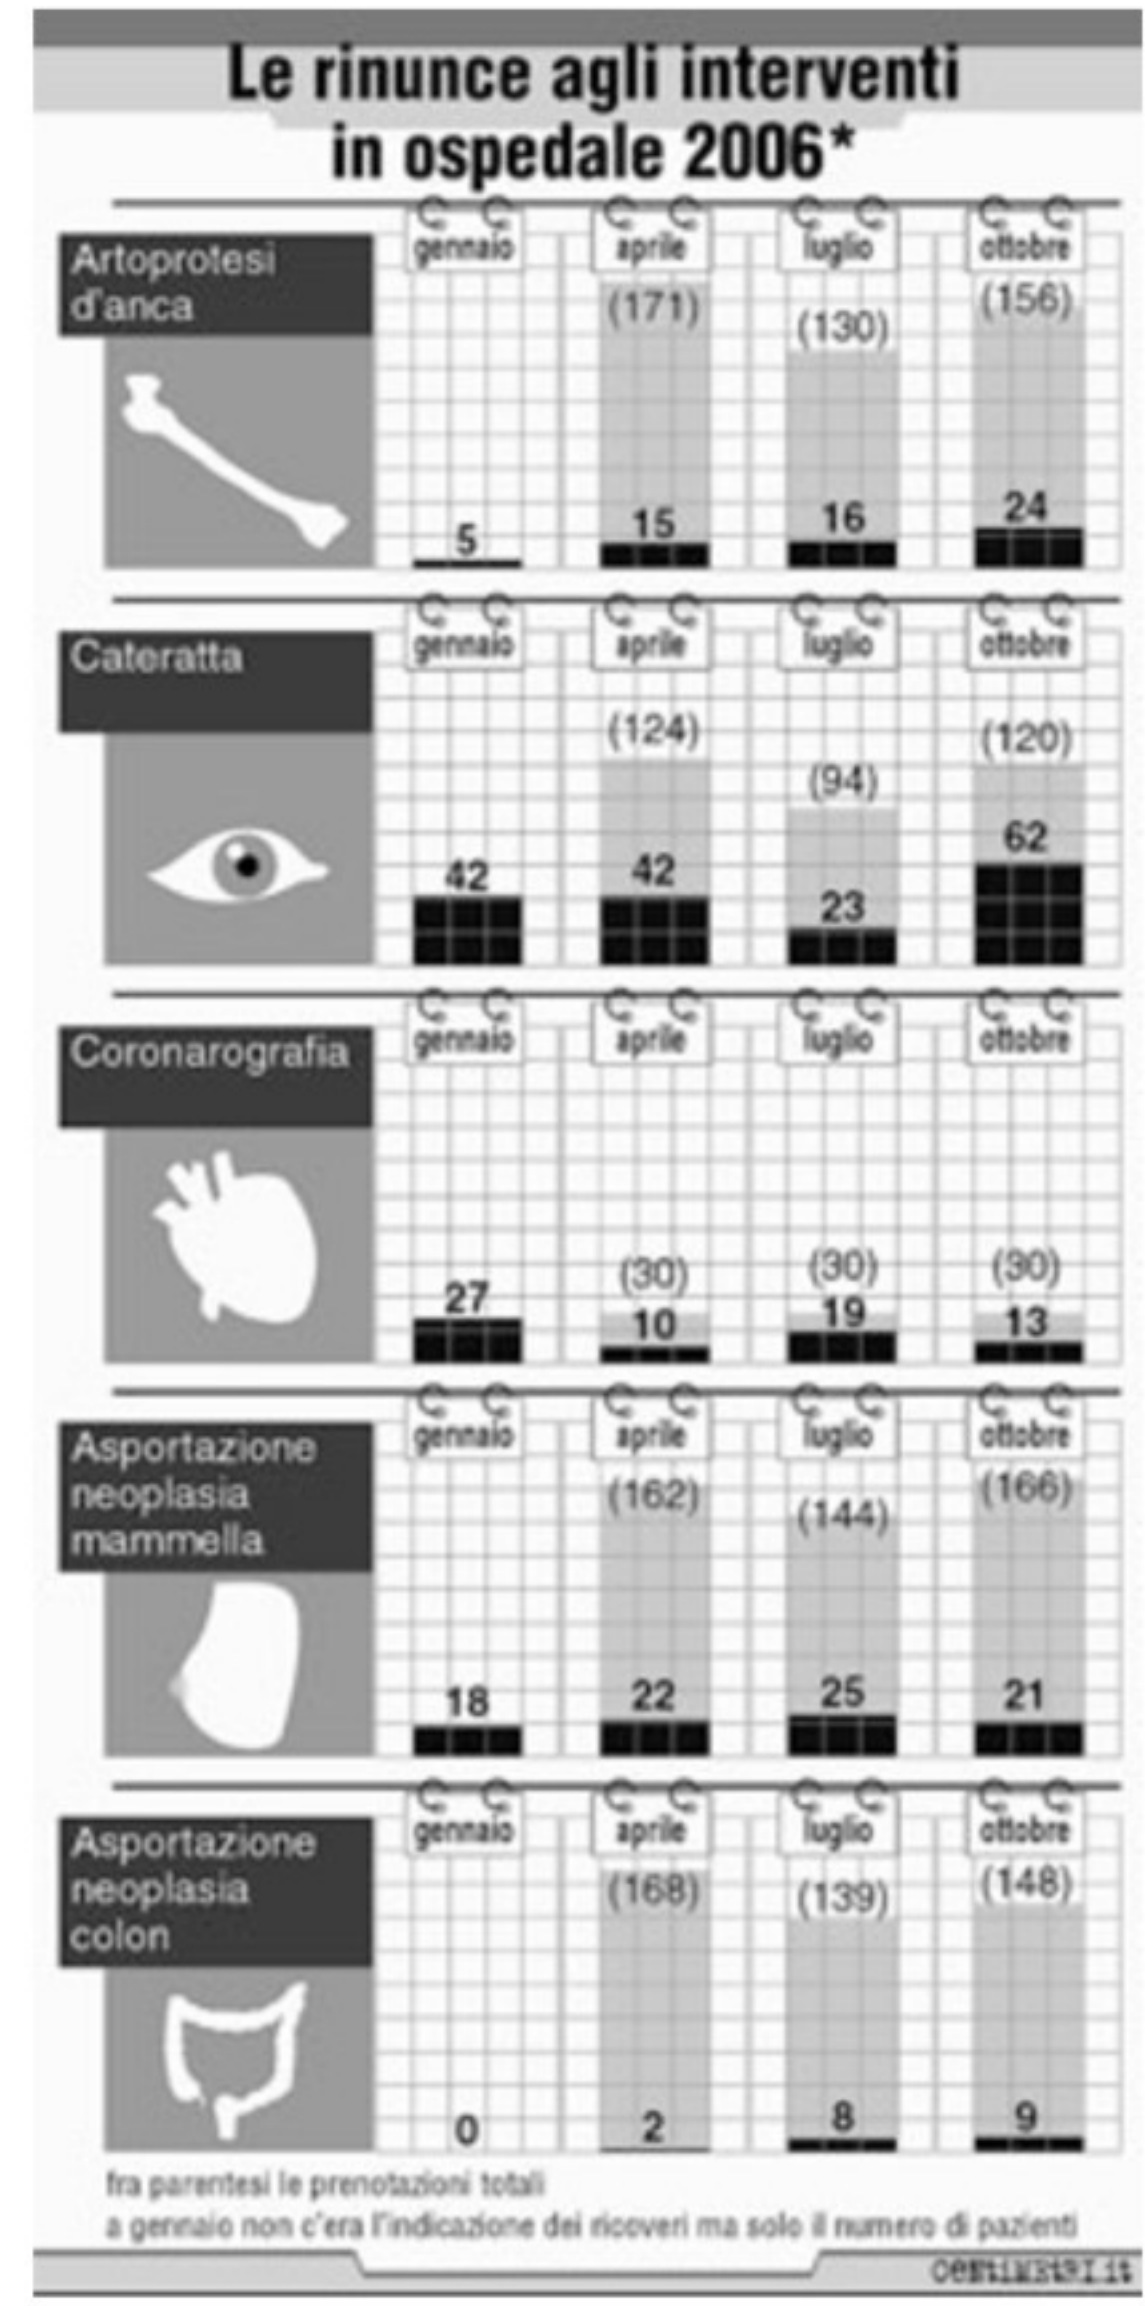 Le rinunce agli interventi
in ospedale 2006*
Artoprotesi
d'anca
gennaio aprile luglio ottobre
(171) (130) (156)
5 15 16 24
Cateratta
gennaio aprile luglio ottobre
(124) (94) (120)
42 42 23 62
Coronarografia
gennaio aprile luglio ottobre
(30) (30) (30)
27 10 19 13
Asportazione
neoplasia
mammella
gennaio aprile luglio ottobre
(162) (144) (166)
18 22 25 21
Asportazione
neoplasia
colon
gennaio aprile luglio ottobre
(168) (139) (148)
0 2 8 9
fra parentesi le prenotazioni totali
a gennaio non c'era l'indicazione dei ricoveri ma solo il numero di pazienti
centimetri.it